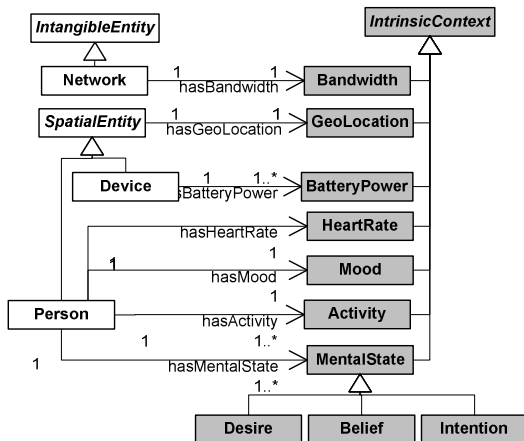 IntangibleEntity
IntrinsicContext
Network
1
1
hasBandwidth
Bandwidth
SpatialEntity
1
1
hasGeoLocation
GeoLocation
Device
1
1..*
sBatteryPower
BatteryPower
hasHeartRate
HeartRate
1
1
hasMood
Mood
Person
1
hasActivity
Activity
1
1
1..*
hasMentalState
MentalState
1..*
Desire
Belief
Intention